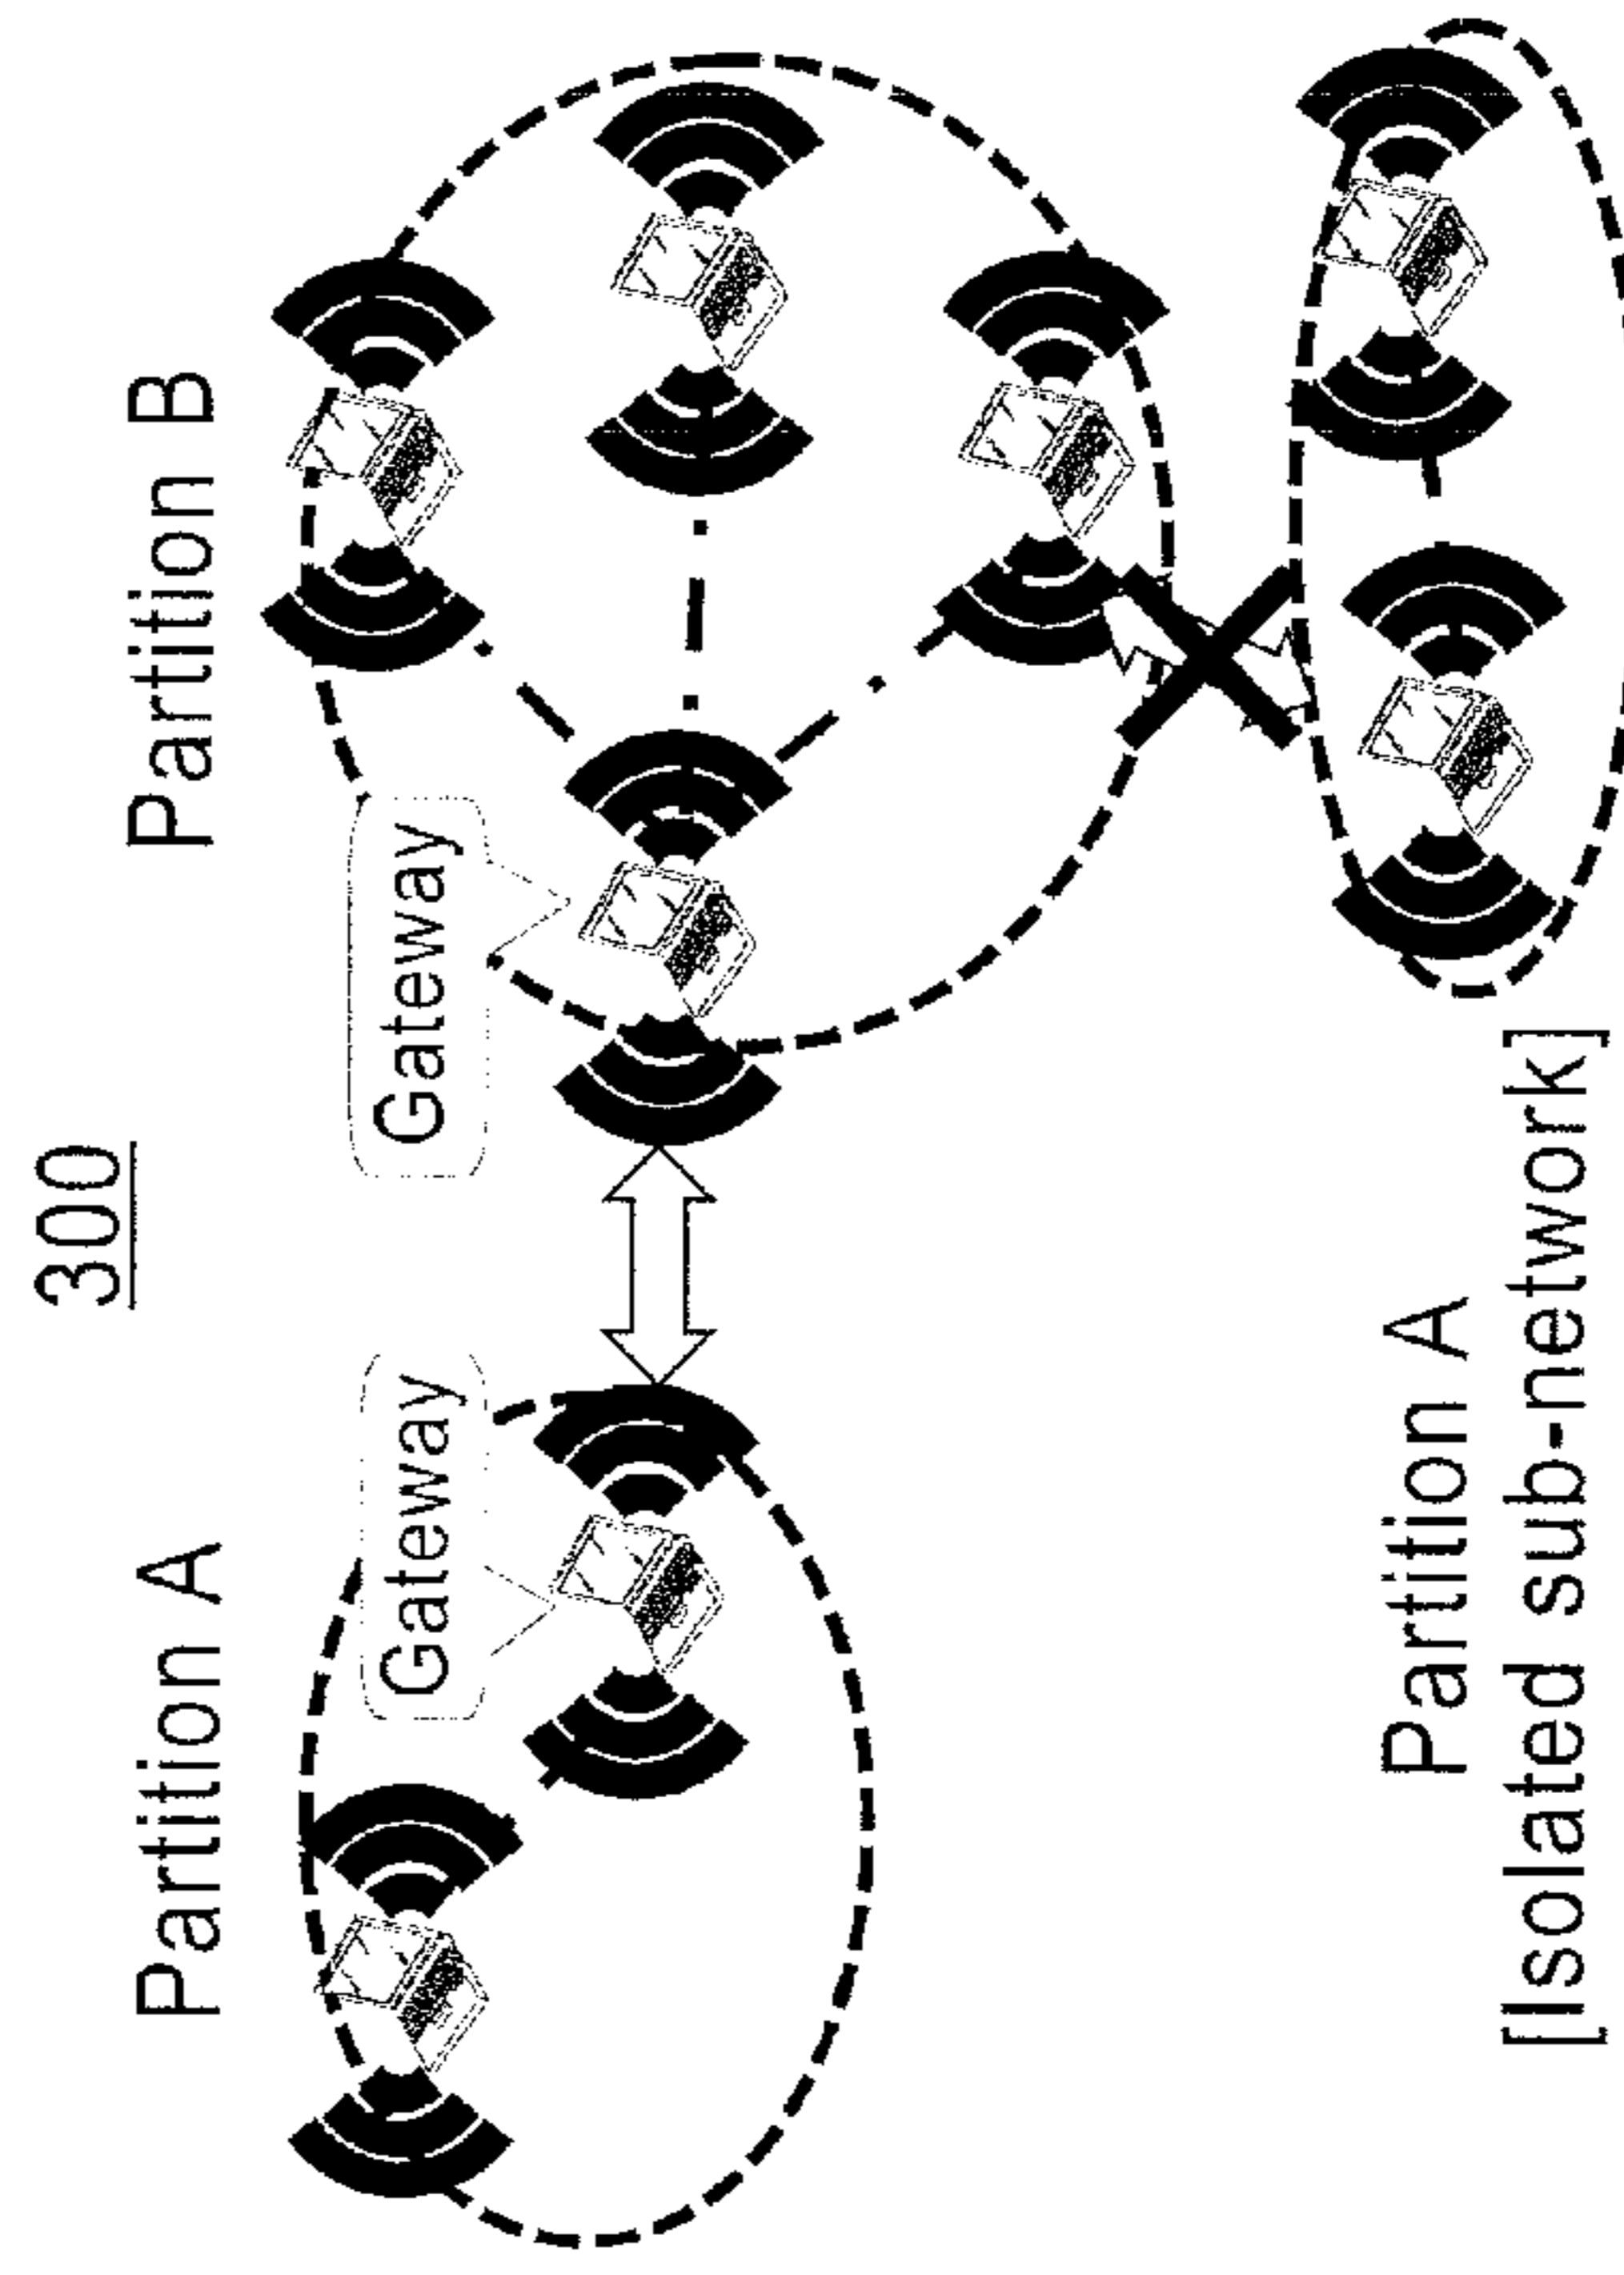 300
Partition A
Partition B
Gateway
Gateway
Partition A
[Isolated sub-network]